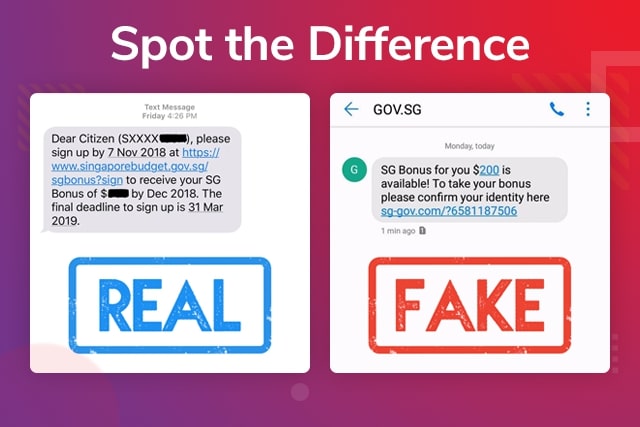 Spot the Difference
Text Message
Friday 4:26 PM
Dear Citizen (SXXXX), please
sign up by 7 Nov 2018 at https://
www.singaporebudget.gov.sg/
sgbonus?sign to receive your SG
Bonus of $ by Dec 2018. The
final deadline to sign up is 31 Mar
2019.
REAL
GOV.SG
Monday, today
G
SG Bonus for you $200 is
available! To take your bonus
please confirm your identity here
sg-gov.com/?6581187506
1 min ago
FAKE